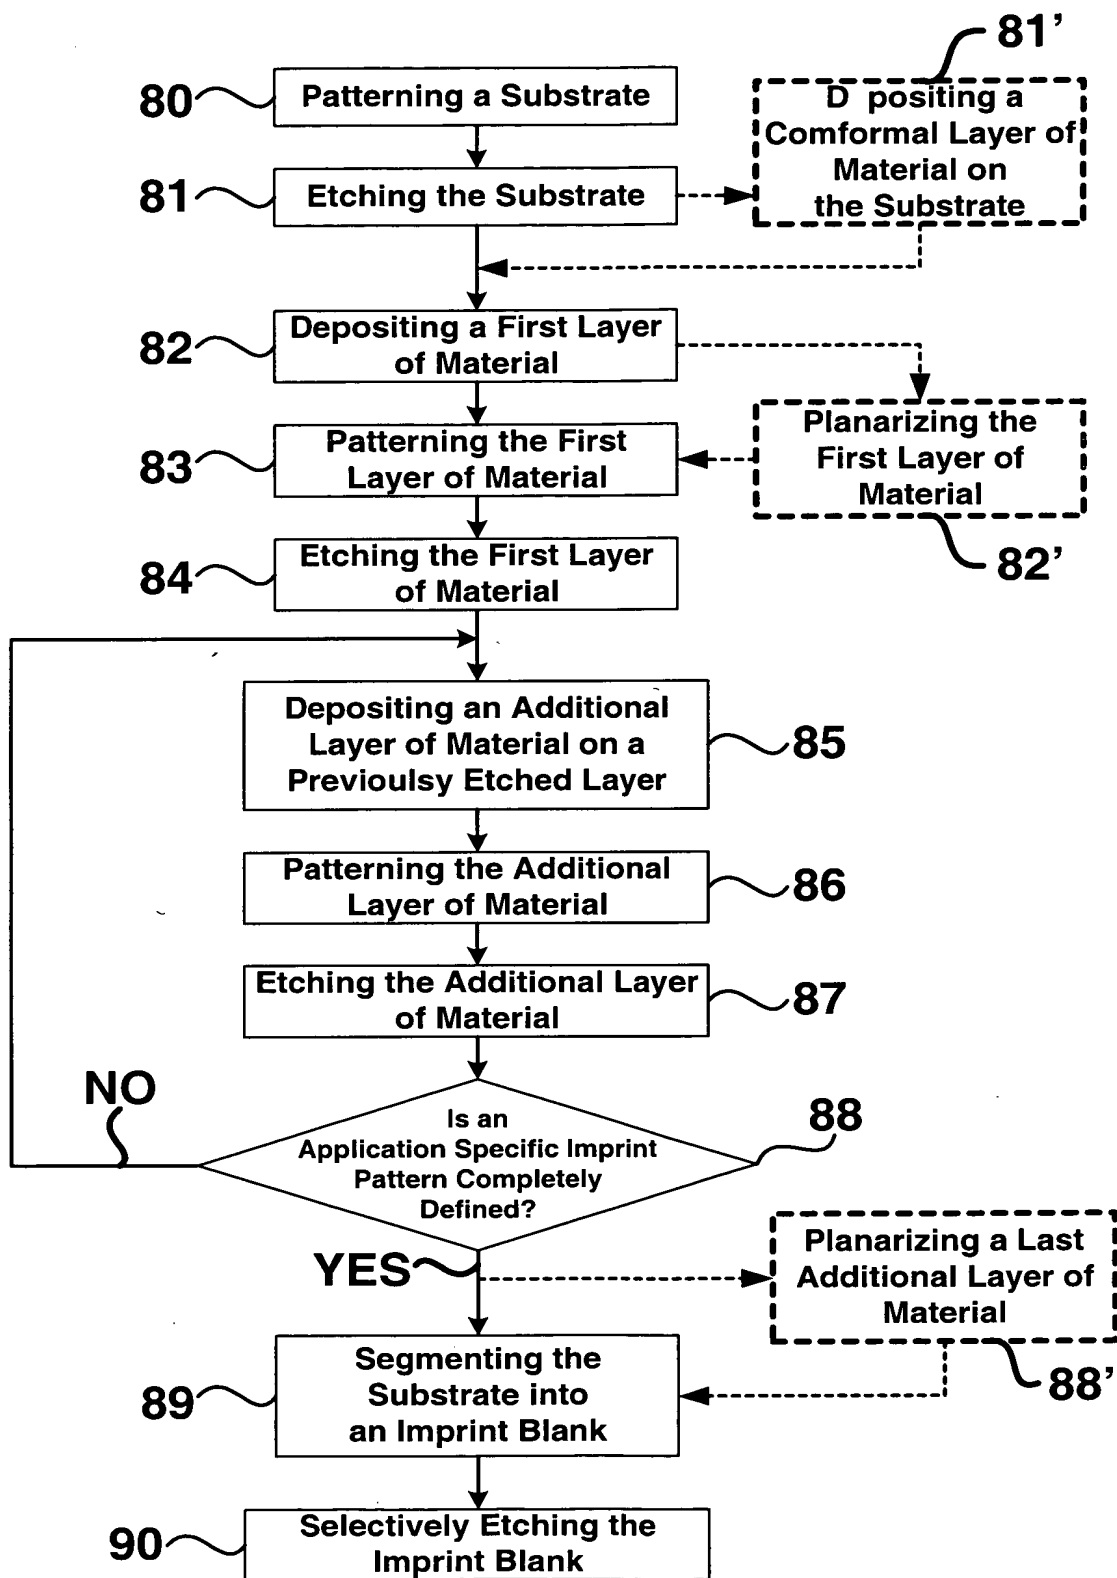 81’
80
Patterning a Substrate
D positing a
Comformal Layer of
Material on
the Substrate
81
Etching the Substrate
82
Depositing a First Layer
of Material
83
Patterning the First
Layer of Material
Planarizing the
First Layer of
Material
82’
84
Etching the First Layer
of Material
Depositing an Additional
Layer of Material on a
Previoulsy Etched Layer
85
Patterning the Additional
Layer of Material
86
Etching the Additional Layer
of Material
87
NO
Is an
Application Specific Imprint
Pattern Completely
Defined?
88
YES
Planarizing a Last
Additional Layer of
Material
88’
89
Segmenting the
Substrate into
an Imprint Blank
90
Selectively Etching the
Imprint Blank